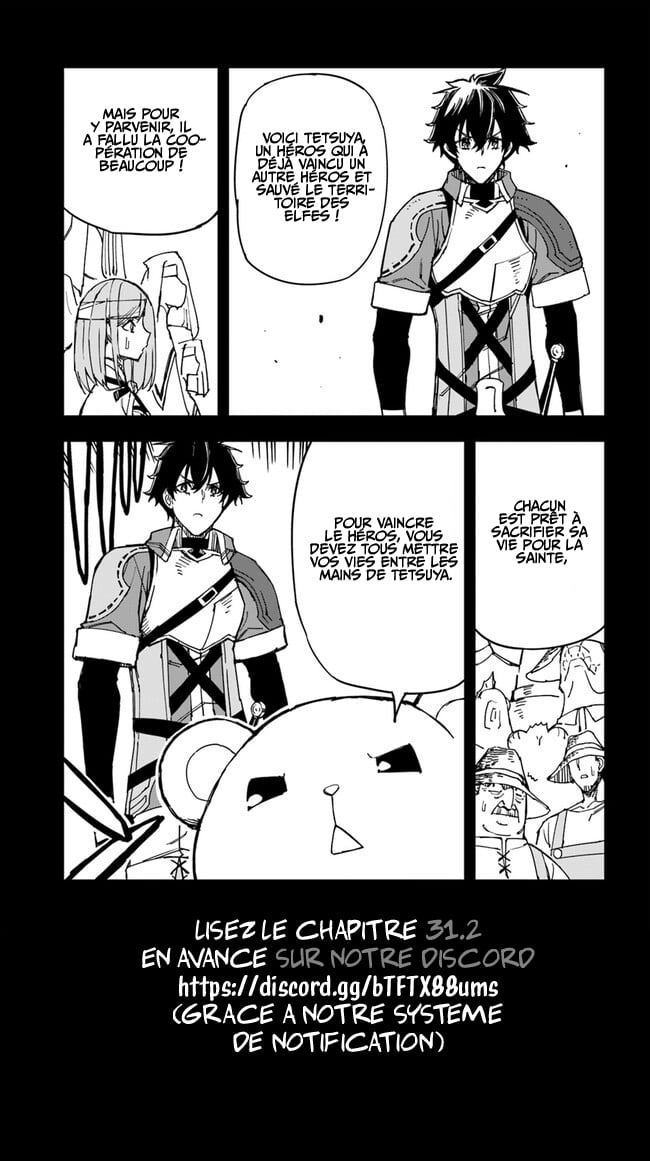 VOICI TETSUYA,
UN HÉROS QUI A
DÉJÀ VAINCU UN
AUTRE HÉROS ET
SAUVÉ LE TERRI-
TOIRE DES
ELFES !
MAIS POUR
Y PARVENIR, IL
A FALLU LA COO-
PÉRATION DE
BEAUCOUP !
CHACUN
EST PRÊT À
SACRIFIER SA
VIE POUR LA
SAINTE,
POUR VAINCRE
LE HÉROS, VOUS
DEVEZ TOUS METTRE
VOS VIES ENTRE LES
MAINS DE TETSUYA.
LISEZ LE CHAPITRE 31.2
EN AVANCE SUR NOTRE DISCORD
https://discord.gg/bTFTX88ums
(GRACE A NOTRE SYSTEME
DE NOTIFICATION)